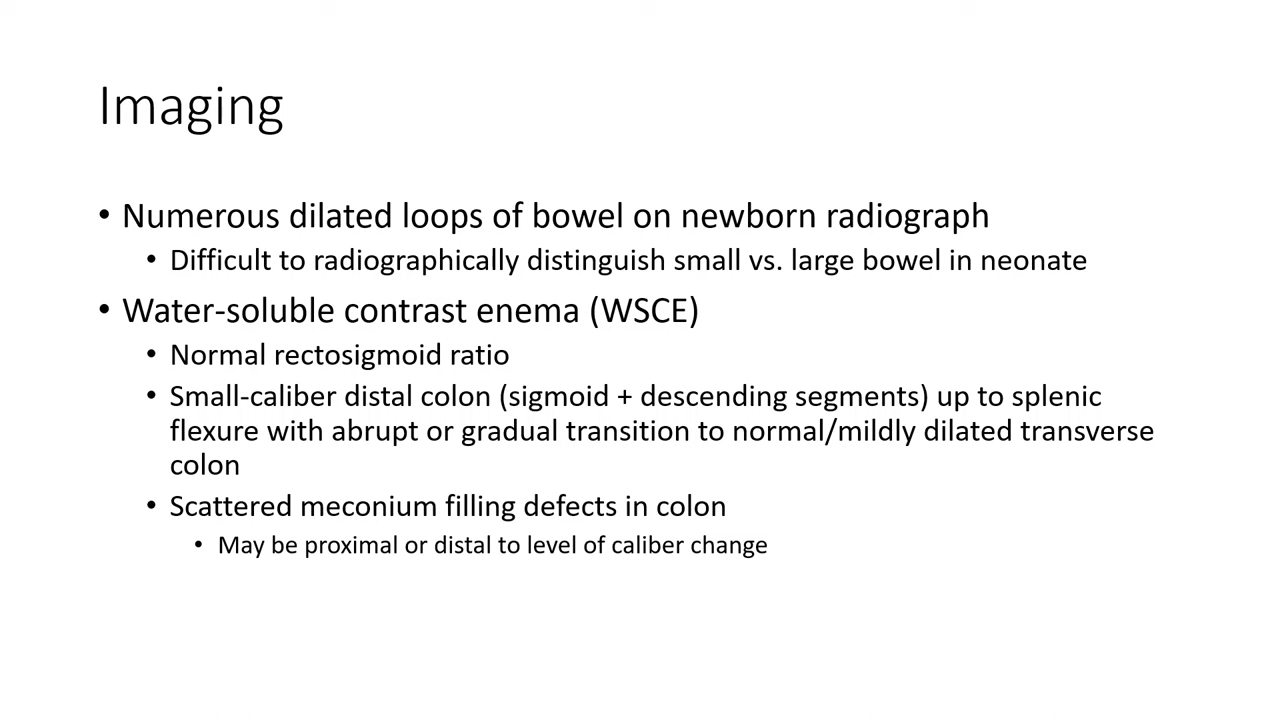 Imaging
• Numerous dilated loops of bowel on newborn radiograph
• Difficult to radiographically distinguish small vs. large bowel in neonate
• Water-soluble contrast enema (WSCE)
• Normal rectosigmoid ratio
• Small-caliber distal colon (sigmoid + descending segments) up to splenic
flexure with abrupt or gradual transition to normal/mildly dilated transverse
colon
• Scattered meconium filling defects in colon
• May be proximal or distal to level of caliber change